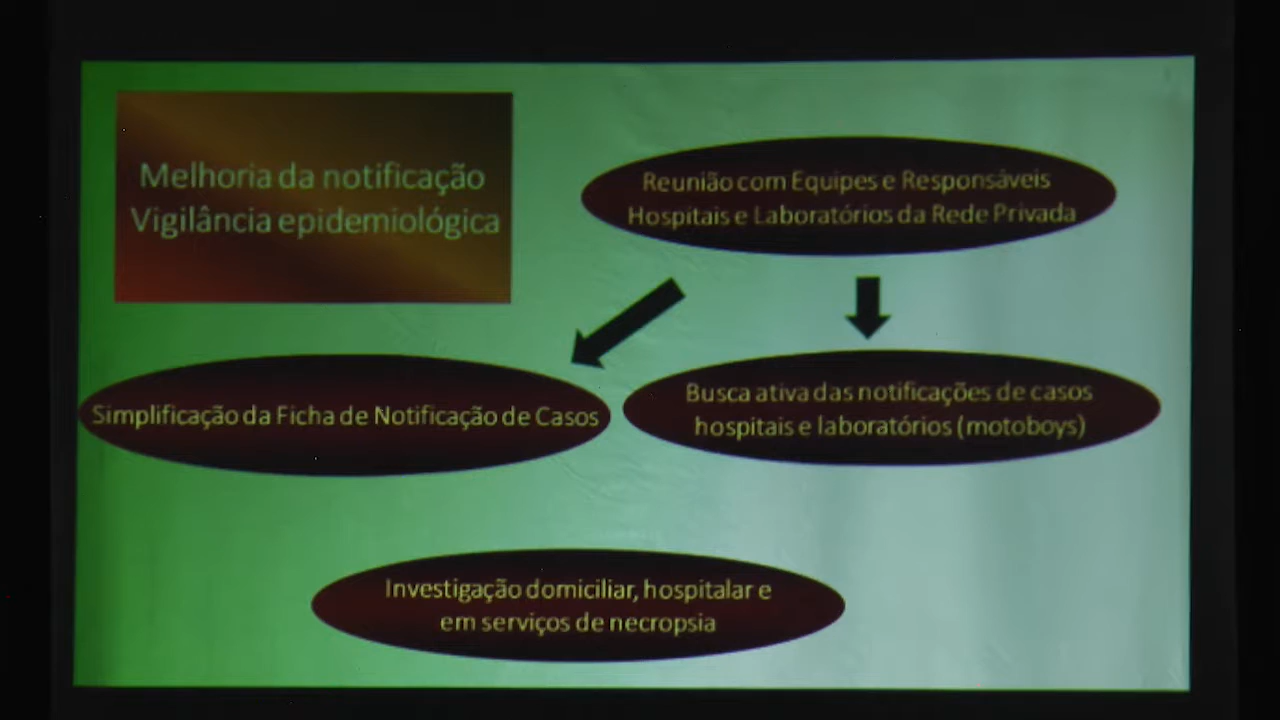 Melhoria da notificação
Vigilância epidemiológica
Reunião com Equipes e Responsáveis
Hospitais e Laboratórios da Rede Privada
Simplificação da Ficha de Notificação de Casos
Busca ativa das notificações de casos
hospitais e laboratórios (motoboys)
Investigação domiciliar, hospitalar e
em serviços de necropsia